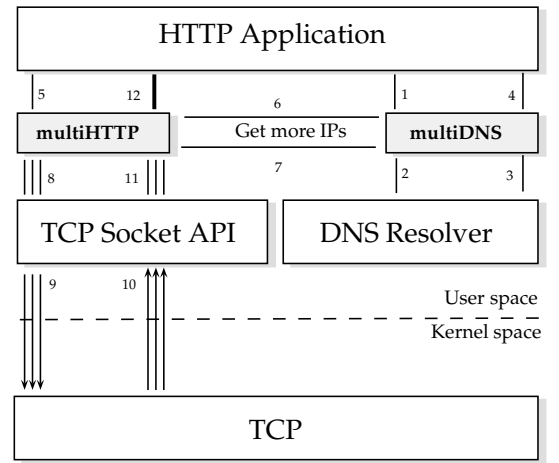 HTTP Application
5 12 6 1 4
multiHTTP Get more IPs multiDNS
7
8 11 2 3
TCP Socket API DNS Resolver
9 10
User space
Kernel space
TCP